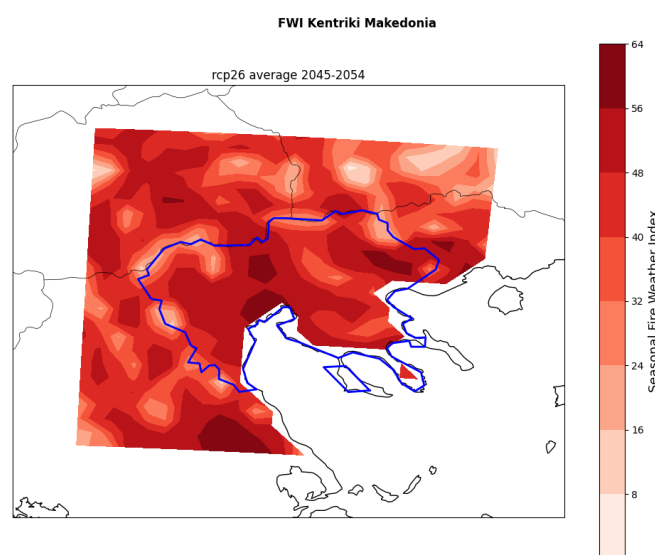 FWI Kentriki Makedonia
rcp26 average 2045-2054
64
56
48
40
32
24
16
8
Seasonal Fire Weather Index